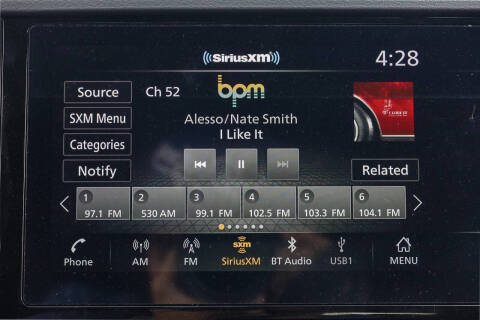 SiriusXM
4:28
Source
Ch 52
bpm
SXM Menu
Alesso/Nate Smith
I Like It
Categories
Notify
Related
1 2 3 4 5 6
97.1 FM 530 AM 99.1 FM 102.5 FM 103.3 FM 104.1 FM
sxm
Phone AM FM SiriusXM BT Audio USB1 MENU